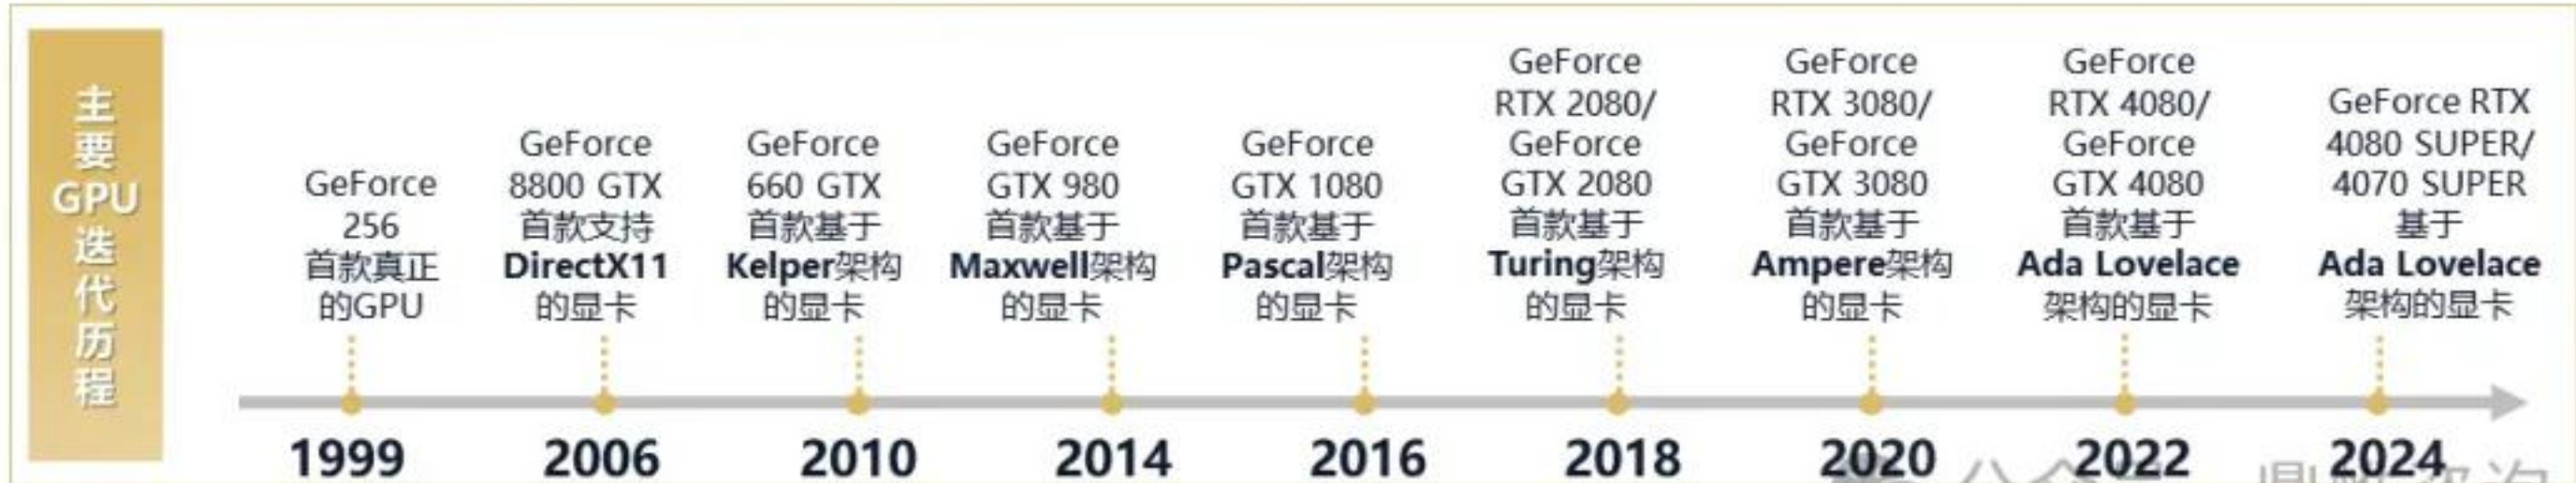 主
要
GPU
迭
代
历
程
GeForce
256
首款真正
的GPU
GeForce
8800 GTX
首款支持
DirectX11
的显卡
GeForce
660 GTX
首款基于
Kelper架构
的显卡
GeForce
GTX 980
首款基于
Maxwell架构
的显卡
GeForce
GTX 1080
首款基于
Pascal架构
的显卡
GeForce
RTX 2080/
GeForce
GTX 2080
首款基于
Turing架构
的显卡
GeForce
RTX 3080/
GeForce
GTX 3080
首款基于
Ampere架构
的显卡
GeForce
RTX 4080/
GeForce
GTX 4080
首款基于
Ada Lovelace
架构的显卡
GeForce RTX
4080 SUPER/
4070 SUPER
基于
Ada Lovelace
架构的显卡
1999
2006
2010
2014
2016
2018
2020
2022
2024